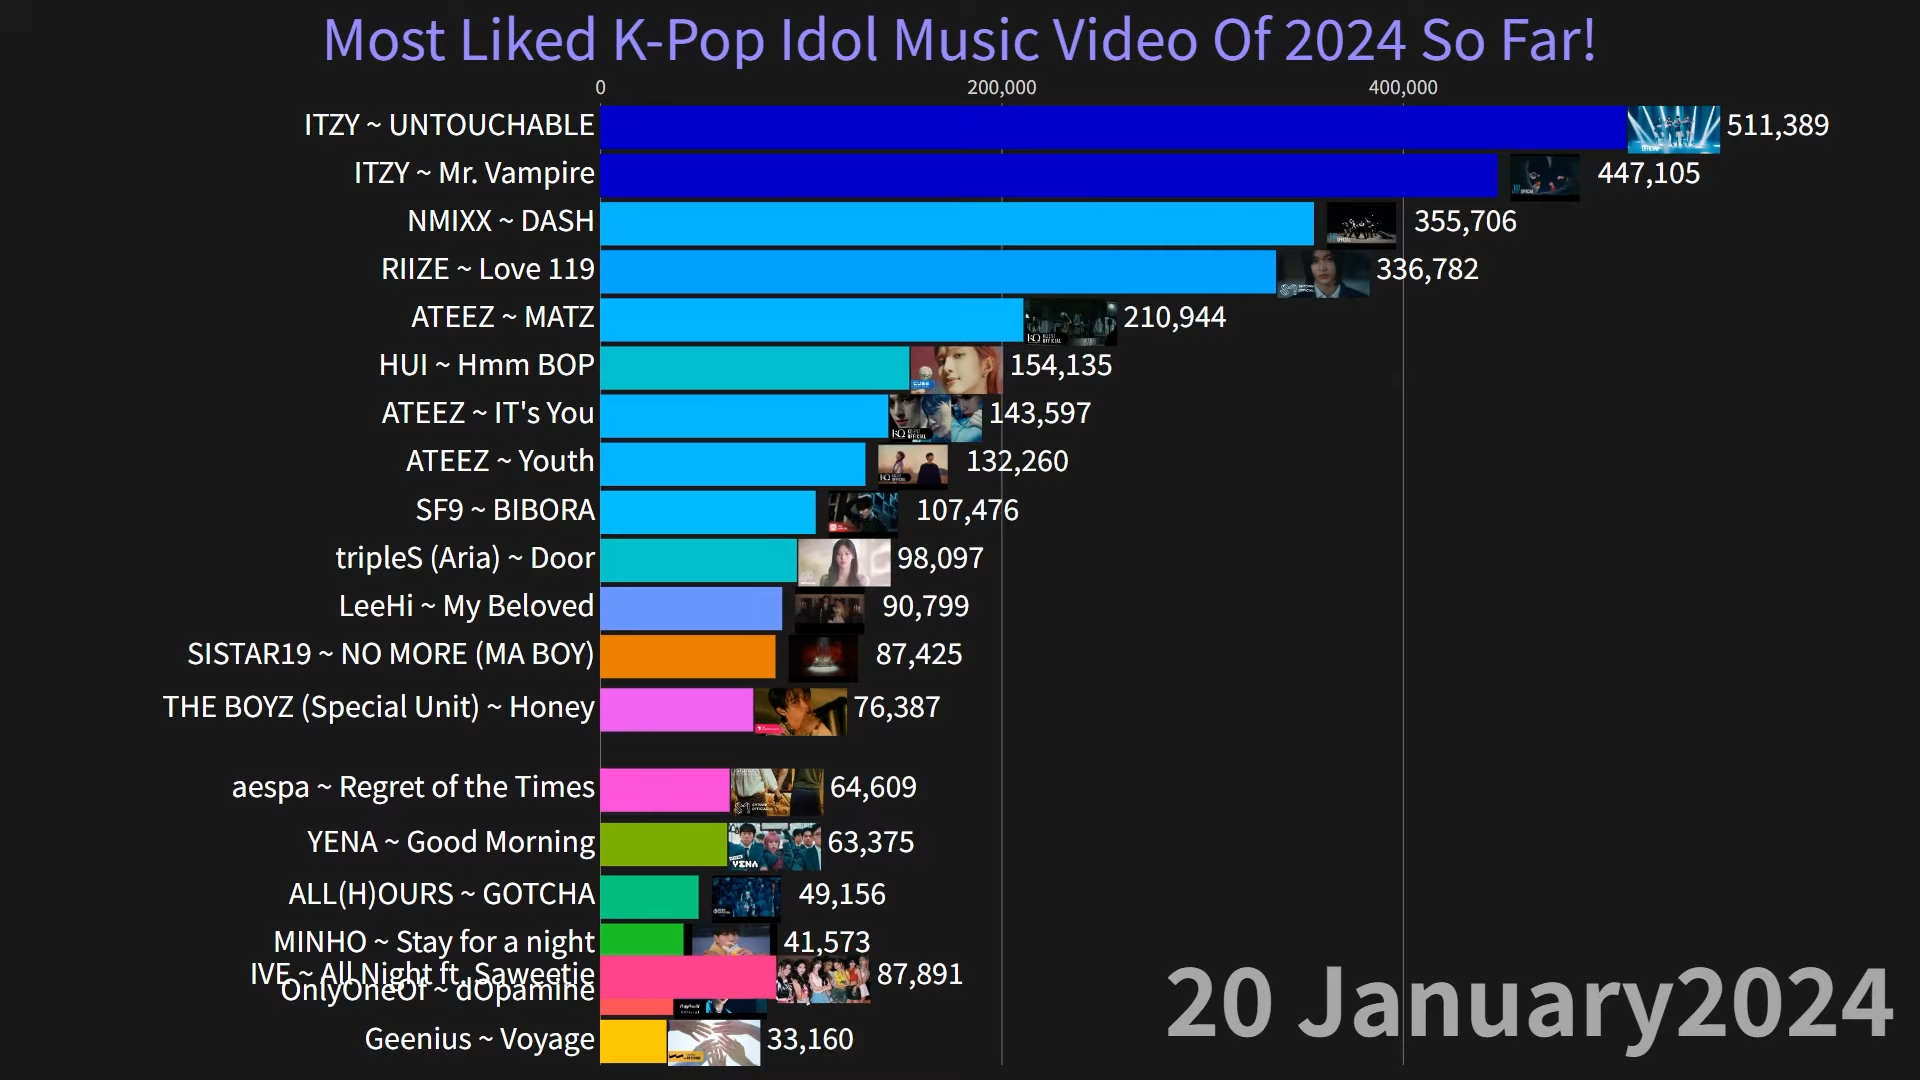 Most Liked K-Pop Idol Music Video Of 2024 So Far!
0 200,000 400,000
ITZY ~ UNTOUCHABLE 511,389
ITZY ~ Mr. Vampire 447,105
NMIXX ~ DASH 355,706
RIIZE ~ Love 119 336,782
ATEEZ ~ MATZ 210,944
HUI ~ Hmm BOP 154,135
ATEEZ ~ IT's You 143,597
ATEEZ ~ Youth 132,260
SF9 ~ BIBORA 107,476
tripleS (Aria) ~ Door 98,097
LeeHi ~ My Beloved 90,799
SISTAR19 ~ NO MORE (MA BOY) 87,425
THE BOYZ (Special Unit) ~ Honey 76,387
aespa ~ Regret of the Times 64,609
YENA ~ Good Morning 63,375
ALL(H)OURS ~ GOTCHA 49,156
MINHO ~ Stay for a night 41,573
IVE ~ All Night ft. Saweetie 87,891
OnlyOneOf ~ dOpamine
Geenius ~ Voyage 33,160
20 January2024